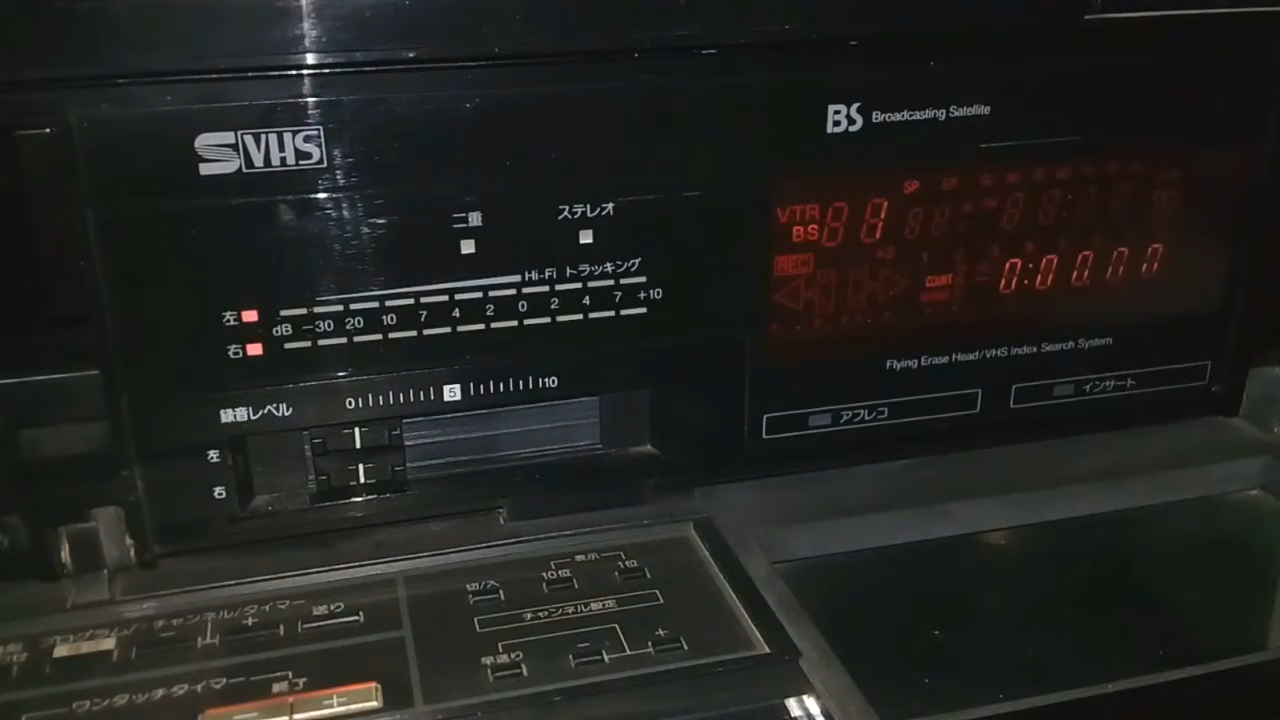 SVHS
BS Broadcasting Satellite
二重 ステレオ
Hi-Fi トラッキング
左
dB -30 20 10 7 4 2 0 2 4 7 +10
右
録音レベル 0 5 10
左
右
SP
VTR
BS
REC
COUNT
0:00.00
Flying Erase Head/VHS Index Search System
アフレコ インサート
プログラム/チャンネル/タイマー 送り
- +
ワンタッチタイマー 終了
- +
切/入 10位 表示 1位
チャンネル設定
早送り - +